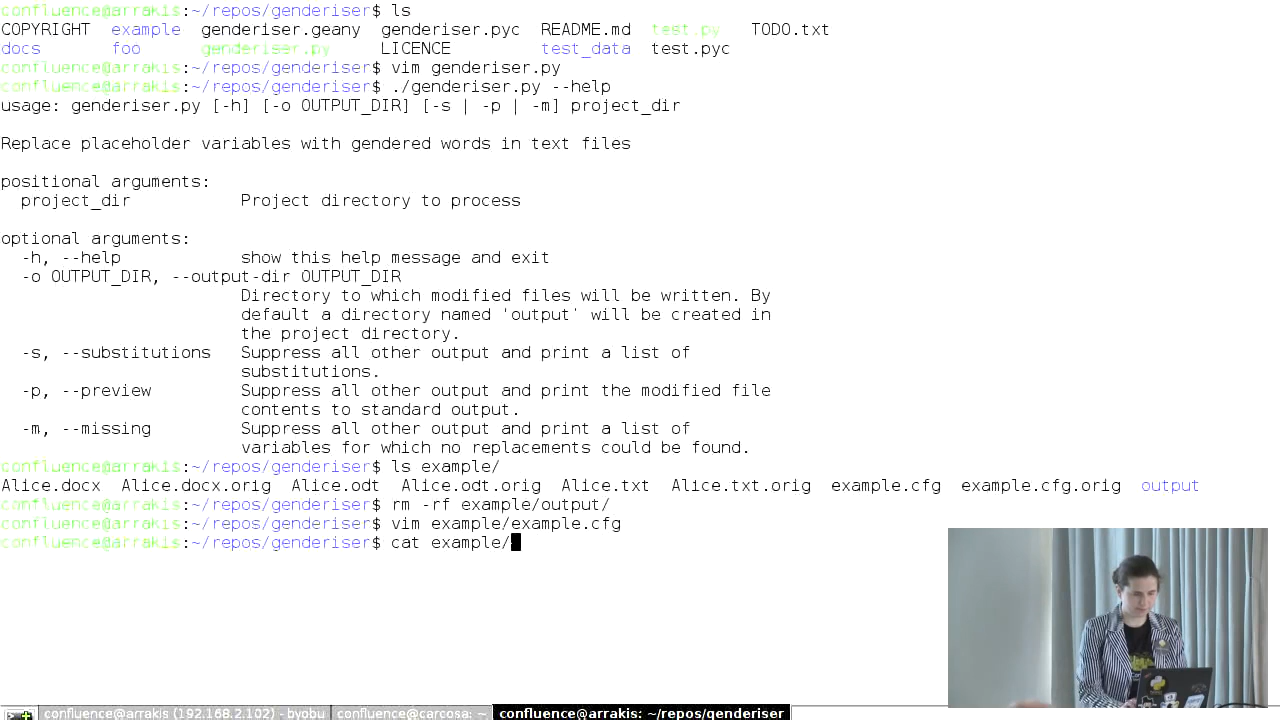 confluence@arrakis:~/repos/genderiser$ ls
COPYRIGHT example genderiser.geany genderiser.pyc README.md test.py TODO.txt
docs foo genderiser.py LICENCE test_data test.pyc
confluence@arrakis:~/repos/genderiser$ vim genderiser.py
confluence@arrakis:~/repos/genderiser$ ./genderiser.py --help
usage: genderiser.py [-h] [-o OUTPUT_DIR] [-s | -p | -m] project_dir
Replace placeholder variables with gendered words in text files
positional arguments:
project_dir Project directory to process
optional arguments:
-h, --help show this help message and exit
-o OUTPUT_DIR, --output-dir OUTPUT_DIR
Directory to which modified files will be written. By
default a directory named 'output' will be created in
the project directory.
-s, --substitutions Suppress all other output and print a list of
substitutions.
-p, --preview Suppress all other output and print the modified file
contents to standard output.
-m, --missing Suppress all other output and print a list of
variables for which no replacements could be found.
confluence@arrakis:~/repos/genderiser$ ls example/
Alice.docx Alice.docx.orig Alice.odt Alice.odt.orig Alice.txt Alice.txt.orig example.cfg example.cfg.orig output
confluence@arrakis:~/repos/genderiser$ rm -rf example/output/
confluence@arrakis:~/repos/genderiser$ vim example/example.cfg
confluence@arrakis:~/repos/genderiser$ cat example/
confluence@arrakis (192.168.2.102) - byobu confluence@carcosa: ~ confluence@arrakis: ~/repos/genderiser